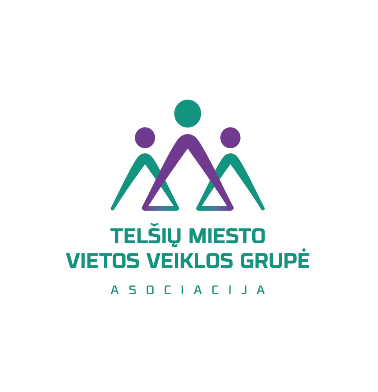 TELŠIŲ MIESTO
VIETOS VEIKLOS GRUPĖ
ASOCIACIJA